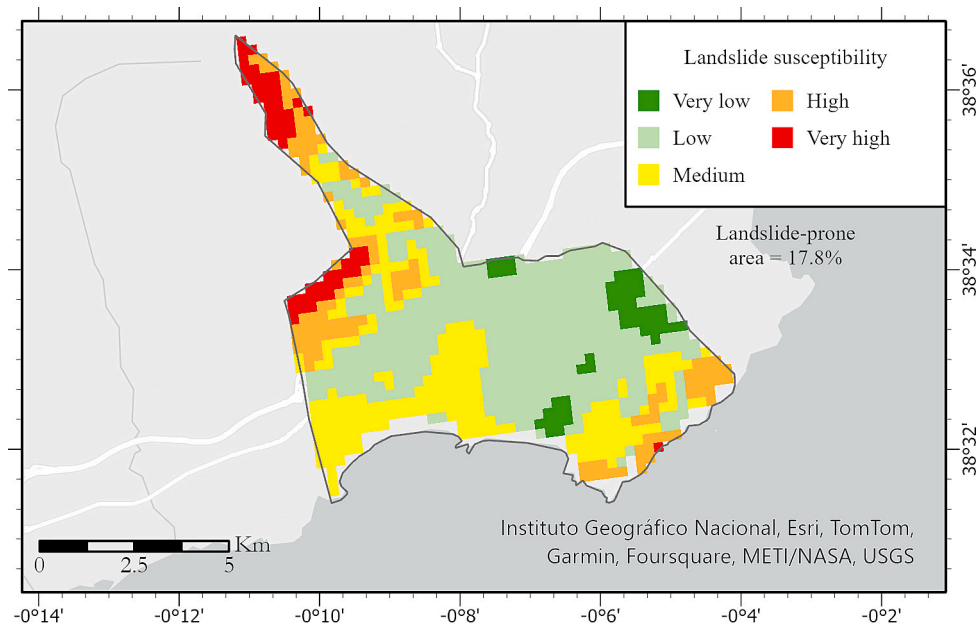 Landslide susceptibility
Very low
High
Low
Very high
Medium
Landslide-prone
area = 17.8%
38°36'
38°34'
38°32'
Instituto Geográfico Nacional, Esri, TomTom,
Garmin, Foursquare, METI/NASA, USGS
Km
0 2.5 5
-0°14' -0°12' -0°10' -0°8' -0°6' -0°4' -0°2'